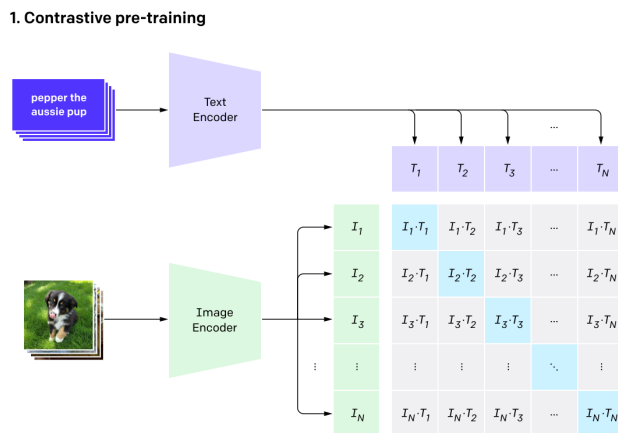 1. Contrastive pre-training
pepper the
aussie pup
Text
Encoder
...
T1 T2 T3 ... TN
I1 I1·T1 I1·T2 I1·T3 ... I1·TN
I2 I2·T1 I2·T2 I2·T3 ... I2·TN
Image
Encoder
I3 I3·T1 I3·T2 I3·T3 ... I3·TN
⋮ ⋮ ⋮ ⋮ ⋮ ⋱ ⋮
IN IN·T1 IN·T2 IN·T3 ... IN·TN